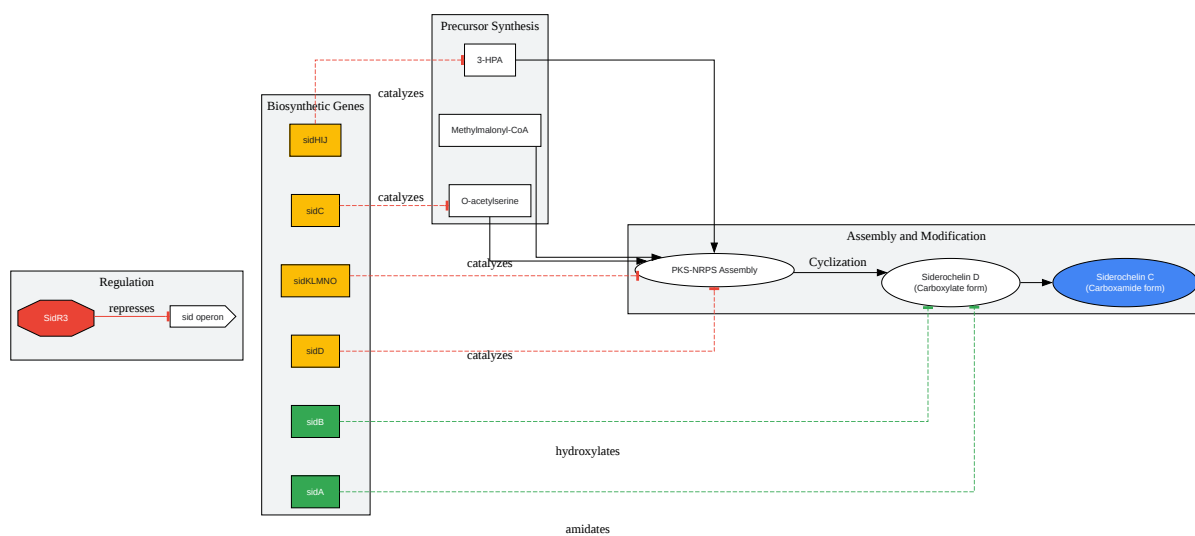 Precursor Synthesis
3-HPA
catalyzes
Biosynthetic Genes
Methylmalonyl-CoA
sidHIJ
catalyzes
O-acetylserine
sidC
Assembly and Modification
Cyclization
catalyzes
PKS-NRPS Assembly
Siderochelin D
(Carboxylate form)
Siderochelin C
(Carboxamide form)
sidKLMNO
Regulation
represses
SidR3
sid operon
sidD
catalyzes
sidB
hydroxylates
sidA
amidates